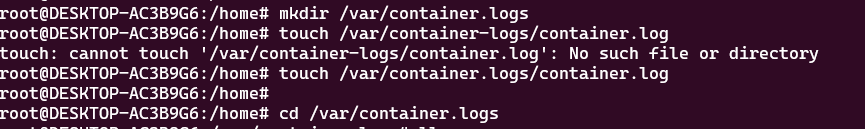 root@DESKTOP-AC3B9G6:/home# mkdir /var/container.logs
root@DESKTOP-AC3B9G6:/home# touch /var/container-logs/container.log
touch: cannot touch '/var/container-logs/container.log': No such file or directory
root@DESKTOP-AC3B9G6:/home# touch /var/container.logs/container.log
root@DESKTOP-AC3B9G6:/home#
root@DESKTOP-AC3B9G6:/home# cd /var/container.logs